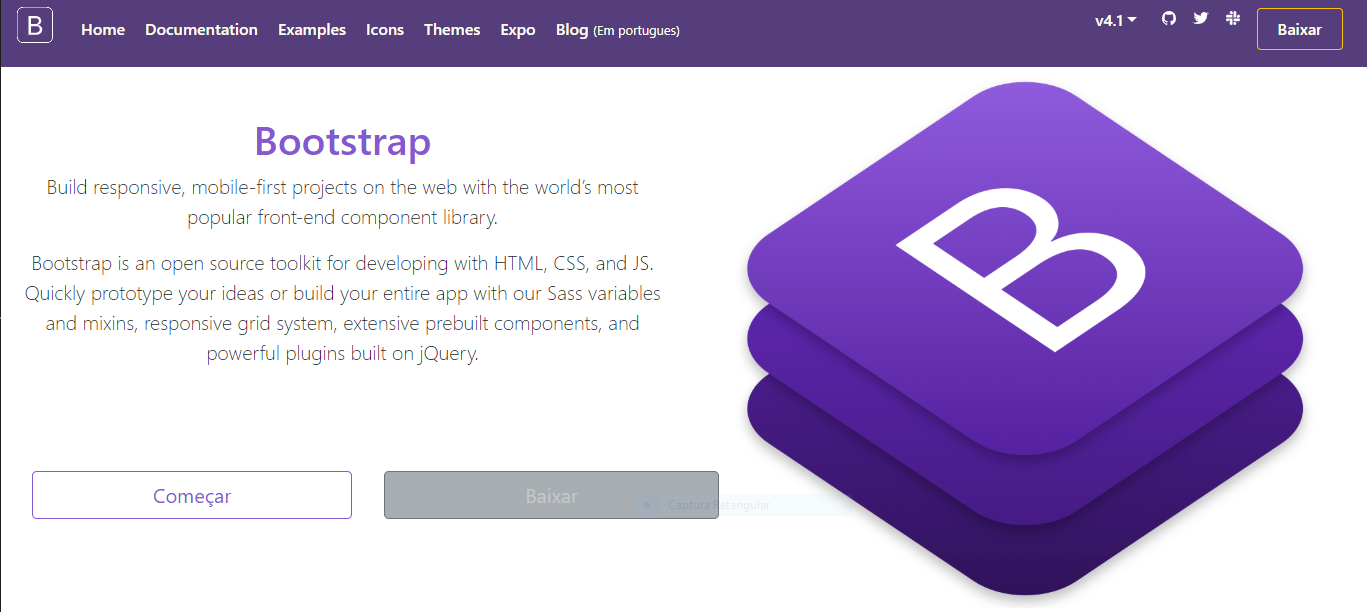 B Home Documentation Examples Icons Themes Expo Blog (Em portugues) v4.1 Baixar
Bootstrap
Build responsive, mobile-first projects on the web with the world’s most
popular front-end component library.
Bootstrap is an open source toolkit for developing with HTML, CSS, and JS.
Quickly prototype your ideas or build your entire app with our Sass variables
and mixins, responsive grid system, extensive prebuilt components, and
powerful plugins built on jQuery.
B
Começar Baixar
Captura Retangular